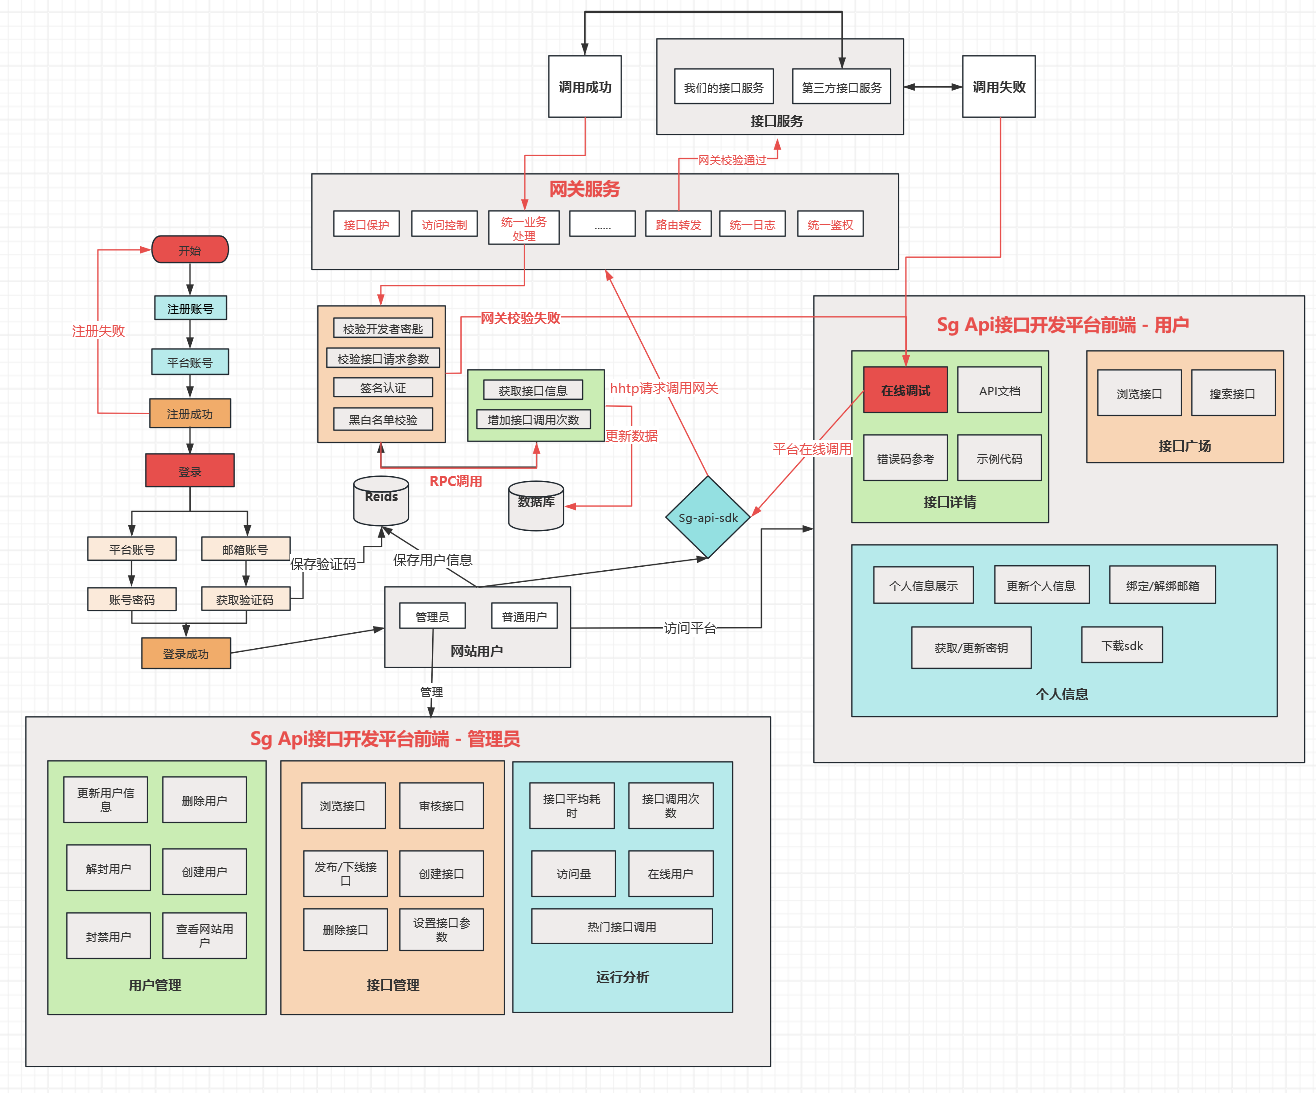 调用成功
我们的接口服务
第三方接口服务
接口服务
调用失败
网关校验通过
网关服务
接口保护
访问控制
统一业务
处理
......
路由转发
统一日志
统一鉴权
开始
注册账号
平台账号
注册成功
注册失败
登录
平台账号
邮箱账号
账号密码
获取验证码
登录成功
校验开发者密匙
校验接口请求参数
签名认证
黑白名单校验
网关校验失败
获取接口信息
增加接口调用次数
更新数据
RPC调用
Reids
数据库
hhtp请求调用网关
平台在线调用
Sg-api-sdk
保存验证码
保存用户信息
管理员
普通用户
网站用户
访问平台
管理
Sg Api接口开发平台前端 - 用户
在线调试
API文档
错误码参考
示例代码
接口详情
浏览接口
搜索接口
接口广场
个人信息展示
更新个人信息
绑定/解绑邮箱
获取/更新密钥
下载sdk
个人信息
Sg Api接口开发平台前端 - 管理员
更新用户信
息
删除用户
解封用户
创建用户
封禁用户
查看网站用
户
用户管理
浏览接口
审核接口
发布/下线接
口
创建接口
删除接口
设置接口参
数
接口管理
接口平均耗
时
接口调用次
数
访问量
在线用户
热门接口调用
运行分析